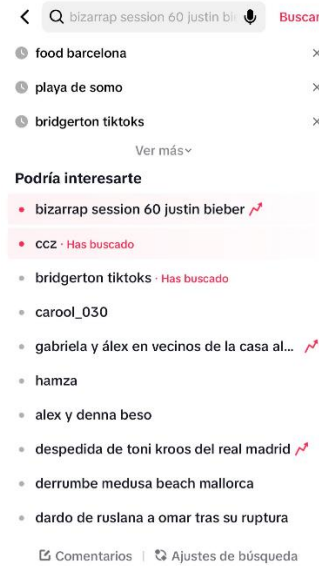 bizarrap session 60 justin bi
Buscar
food barcelona
playa de somo
bridgerton tiktoks
Ver más
Podría interesarte
bizarrap session 60 justin bieber
ccz · Has buscado
bridgerton tiktoks · Has buscado
carool_030
gabriela y álex en vecinos de la casa al...
hamza
alex y denna beso
despedida de toni kroos del real madrid
derrumbe medusa beach mallorca
dardo de ruslana a omar tras su ruptura
Comentarios | Ajustes de búsqueda